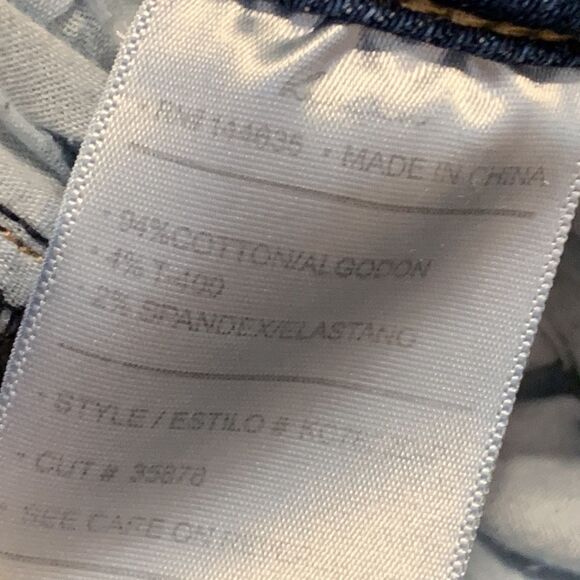 · RN# 144635 · MADE IN CHINA
· 94%COTTON/ALGODON
4% T-400
2% SPANDEX/ELASTANO
· STYLE / ESTILO #
· CUT # 35878
· SEE CARE ON